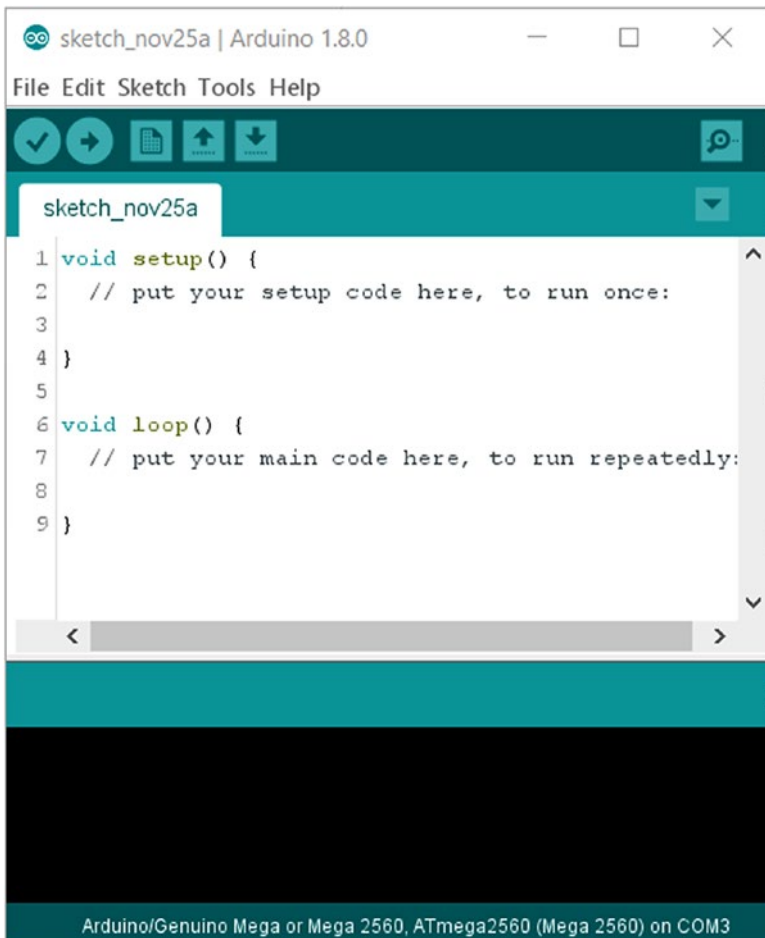 sketch_nov25a | Arduino 1.8.0
File Edit Sketch Tools Help
sketch_nov25a
1 void setup() {
2   // put your setup code here, to run once:
3
4 }
5
6 void loop() {
7   // put your main code here, to run repeatedly:
8
9 }
Arduino/Genuino Mega or Mega 2560, ATmega2560 (Mega 2560) on COM3